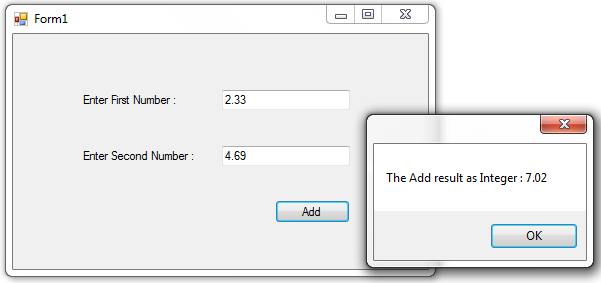 Form1
Enter First Number : 2.33
Enter Second Number : 4.69
Add
The Add result as Integer : 7.02
OK